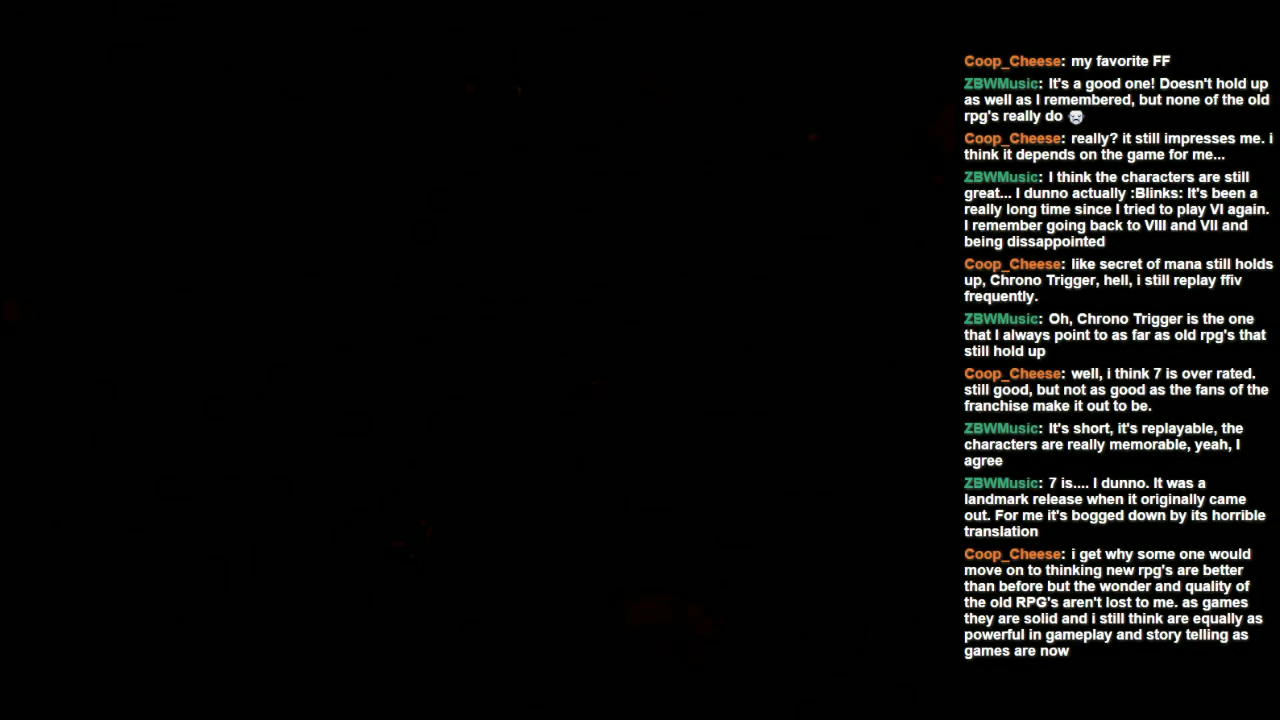 Coop_Cheese: my favorite FF
ZBWMusic: It's a good one! Doesn't hold up
as well as I remembered, but none of the old
rpg's really do
Coop_Cheese: really? it still impresses me. i
think it depends on the game for me...
ZBWMusic: I think the characters are still
great... I dunno actually :Blinks: It's been a
really long time since I tried to play VI again.
I remember going back to VIII and VII and
being dissappointed
Coop_Cheese: like secret of mana still holds
up, Chrono Trigger, hell, i still replay ffiv
frequently.
ZBWMusic: Oh, Chrono Trigger is the one
that I always point to as far as old rpg's that
still hold up
Coop_Cheese: well, i think 7 is over rated.
still good, but not as good as the fans of the
franchise make it out to be.
ZBWMusic: It's short, it's replayable, the
characters are really memorable, yeah, I
agree
ZBWMusic: 7 is.... I dunno. It was a
landmark release when it originally came
out. For me it's bogged down by its horrible
translation
Coop_Cheese: i get why some one would
move on to thinking new rpg's are better
than before but the wonder and quality of
the old RPG's aren't lost to me. as games
they are solid and i still think are equally as
powerful in gameplay and story telling as
games are now